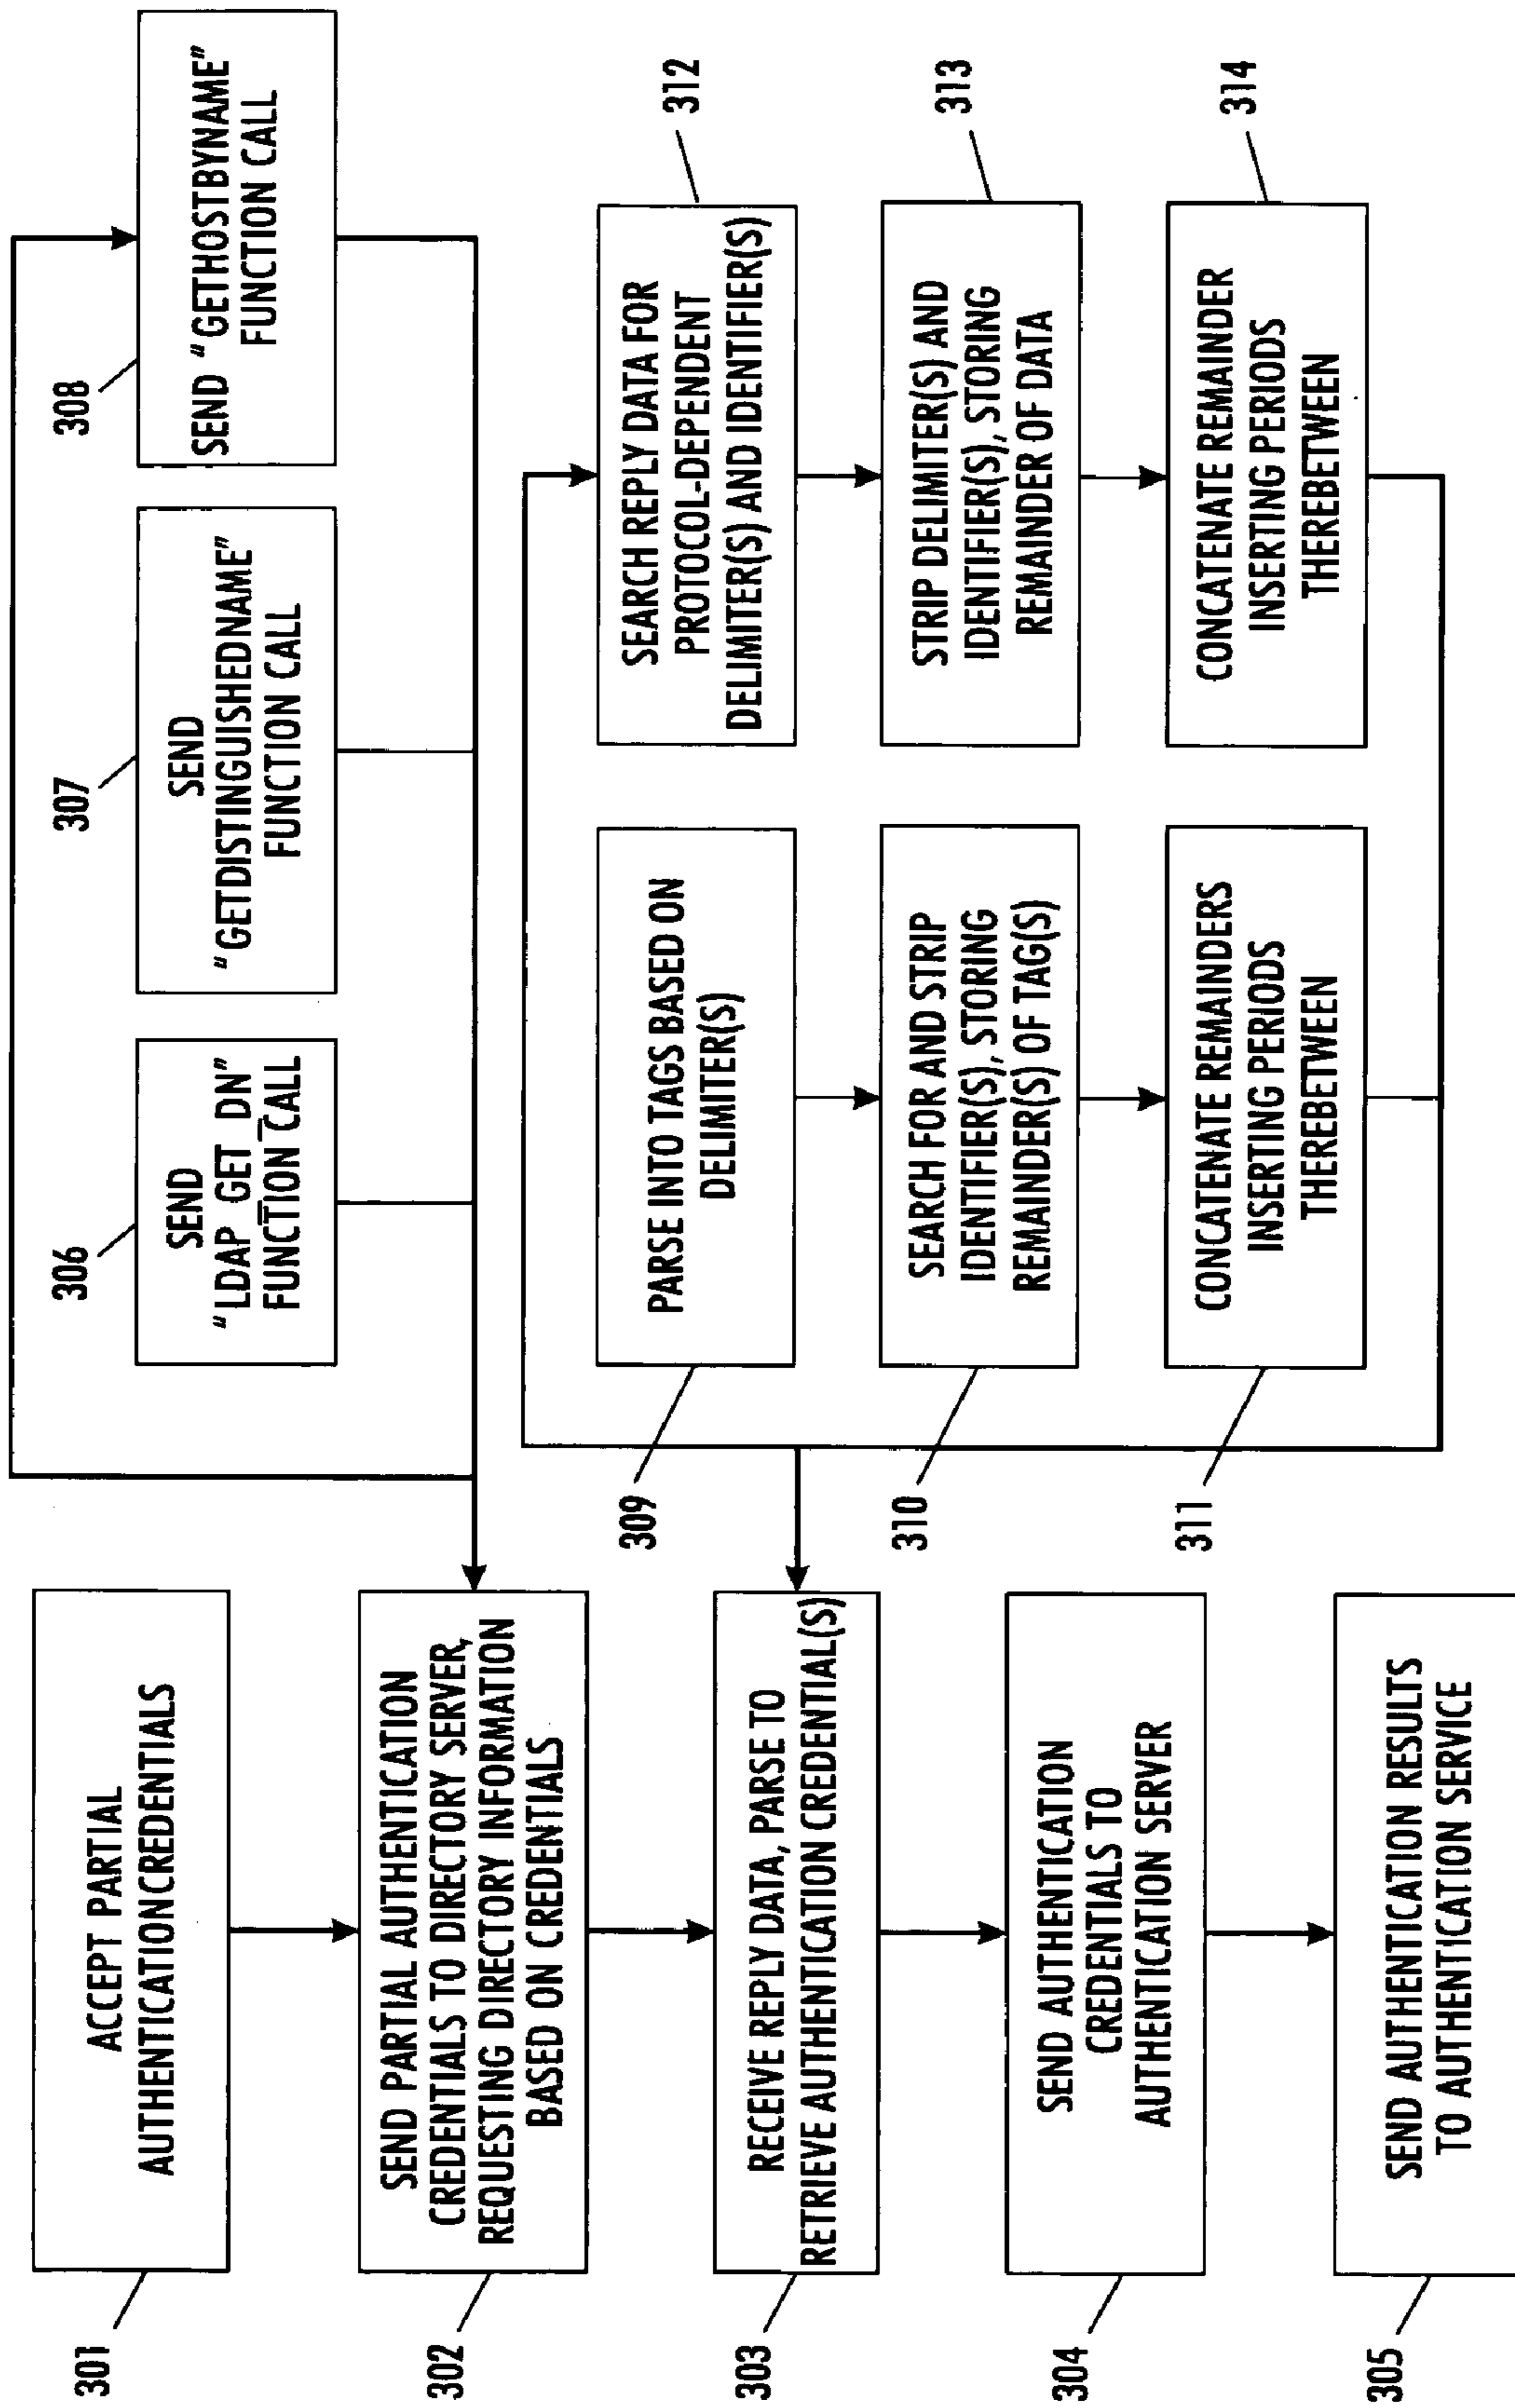 301
ACCEPT PARTIAL
AUTHENTICATIONCREDENTIALS
302
SEND PARTIAL AUTHENTICATION
CREDENTIALS TO DIRECTORY SERVER,
REQUESTING DIRECTORY INFORMATION
BASED ON CREDENTIALS
303
RECEIVE REPLY DATA, PARSE TO
RETRIEVE AUTHENTICATION CREDENTIAL(S)
304
SEND AUTHENTICATION
CREDENTIALS TO
AUTHENTICATION SERVER
305
SEND AUTHENTICATION RESULTS
TO AUTHENTICATION SERVICE
306
SEND
"LDAP_GET_DN"
FUNCTION CALL
307
SEND
"GETDISTINGUISHEDNAME"
FUNCTION CALL
308
SEND "GETHOSTBYNAME"
FUNCTION CALL
309
PARSE INTO TAGS BASED ON
DELIMITER(S)
310
SEARCH FOR AND STRIP
IDENTIFIER(S), STORING
REMAINDER(S) OF TAG(S)
311
CONCATENATE REMAINDERS
INSERTING PERIODS
THEREBETWEEN
312
SEARCH REPLY DATA FOR
PROTOCOL-DEPENDENT
DELIMITER(S) AND IDENTIFIER(S)
313
STRIP DELIMITER(S) AND
IDENTIFIER(S), STORING
REMAINDER OF DATA
314
CONCATENATE REMAINDER
INSERTING PERIODS
THEREBETWEEN